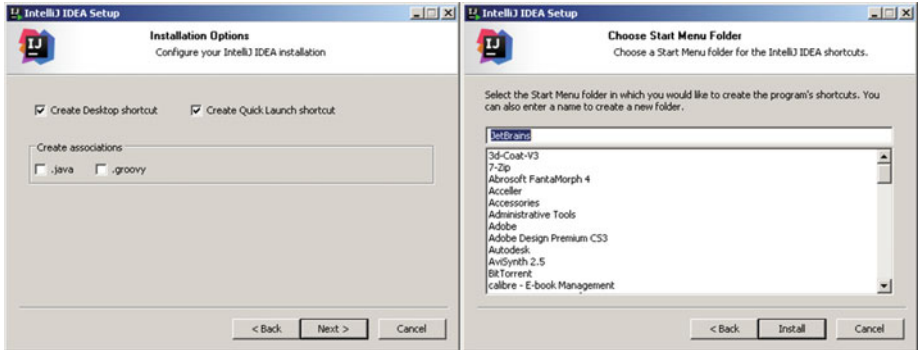 IntelliJ IDEA Setup
IJ
Installation Options
Configure your IntelliJ IDEA installation
Create Desktop shortcut
Create Quick Launch shortcut
Create associations
.java
.groovy
< Back
Next >
Cancel
IntelliJ IDEA Setup
IJ
Choose Start Menu Folder
Choose a Start Menu folder for the IntelliJ IDEA shortcuts.
Select the Start Menu folder in which you would like to create the program's shortcuts. You
can also enter a name to create a new folder.
JetBrains
3d-Coat-V3
7-Zip
Abrosoft FantaMorph 4
Acceller
Accessories
Administrative Tools
Adobe
Adobe Design Premium CS3
Autodesk
AviSynth 2.5
BitTorrent
calibre - E-book Management
< Back
Install
Cancel